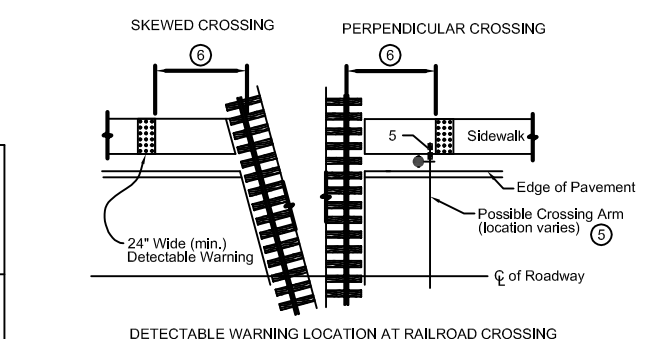 SKEWED CROSSING
PERPENDICULAR CROSSING
6
6
5
Sidewalk
Edge of Pavement
Possible Crossing Arm
(location varies) 5
24" Wide (min.)
Detectable Warning
℄ of Roadway
DETECTABLE WARNING LOCATION AT RAILROAD CROSSING